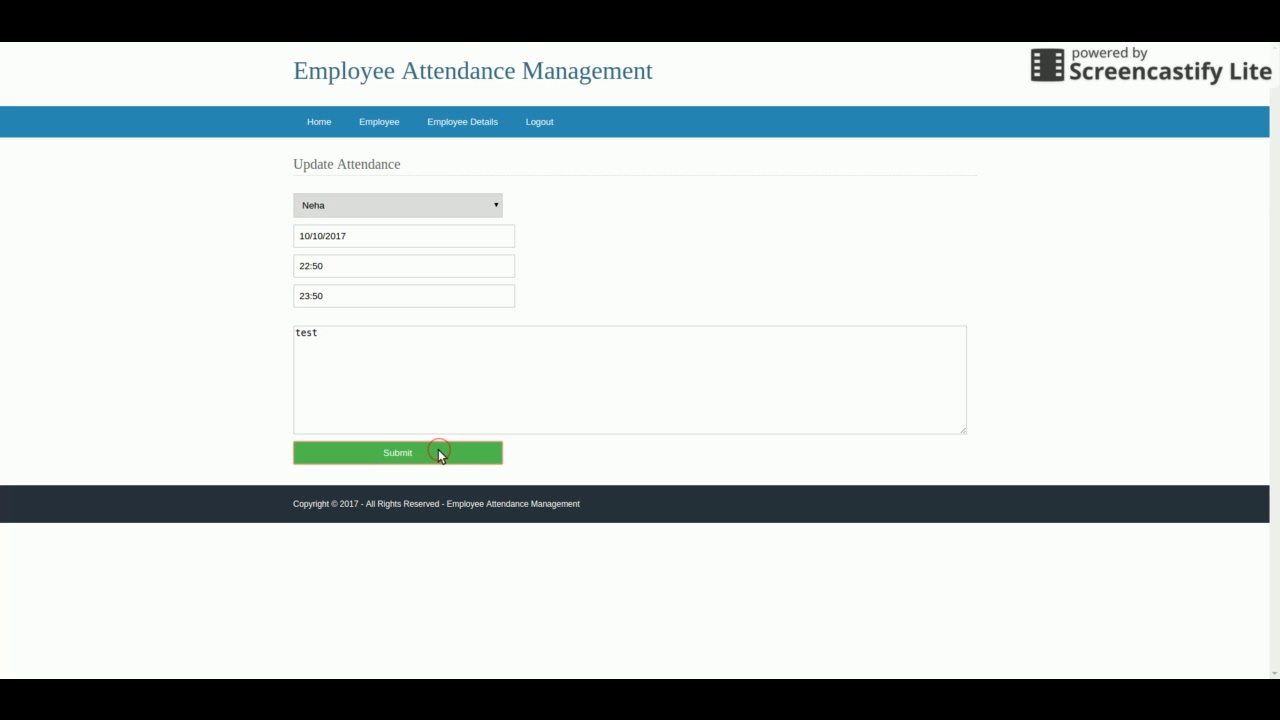 powered by
Screencastify Lite
Employee Attendance Management
Home Employee Employee Details Logout
Update Attendance
Neha
10/10/2017
22:50
23:50
test
Submit
Copyright © 2017 - All Rights Reserved - Employee Attendance Management